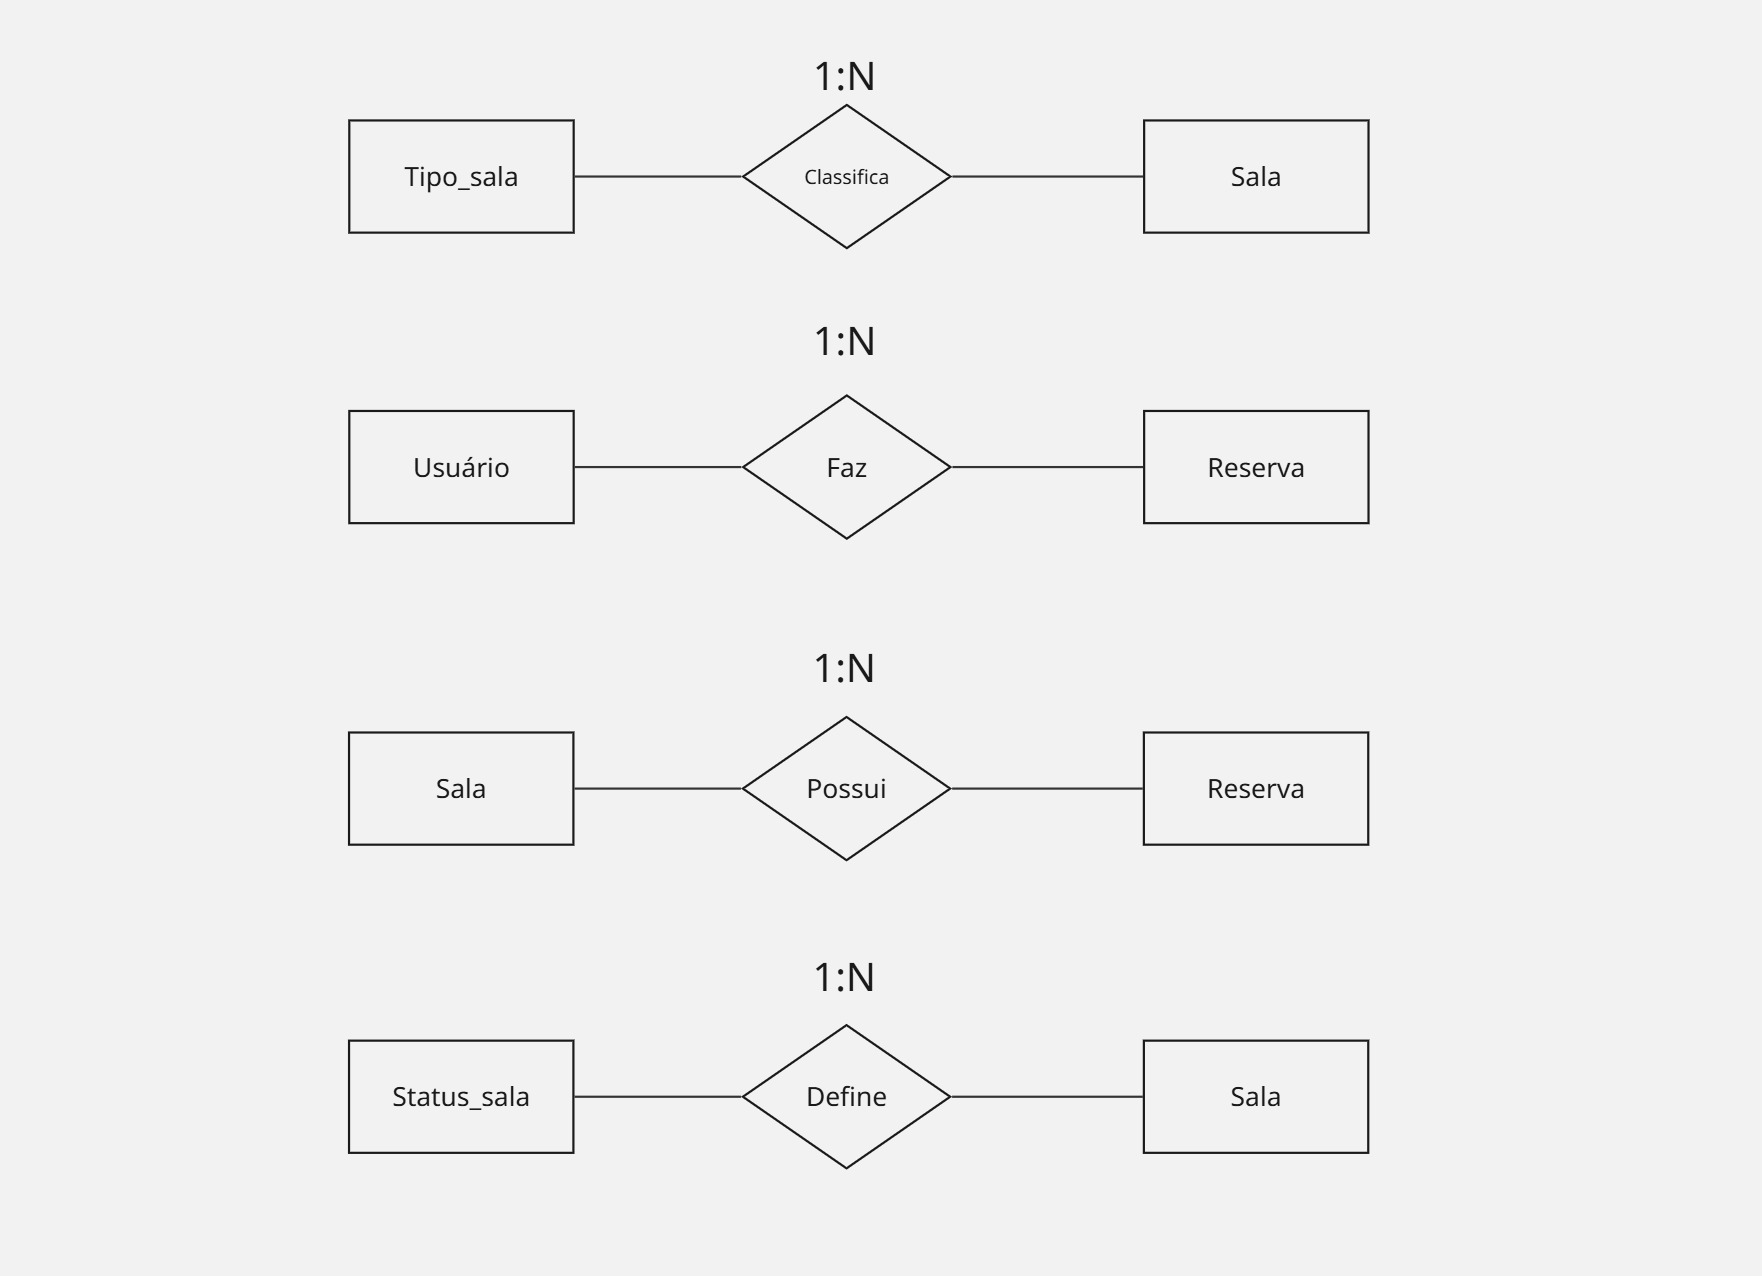 1:N
Tipo_sala
Classifica
Sala
1:N
Usuário
Faz
Reserva
1:N
Sala
Possui
Reserva
1:N
Status_sala
Define
Sala